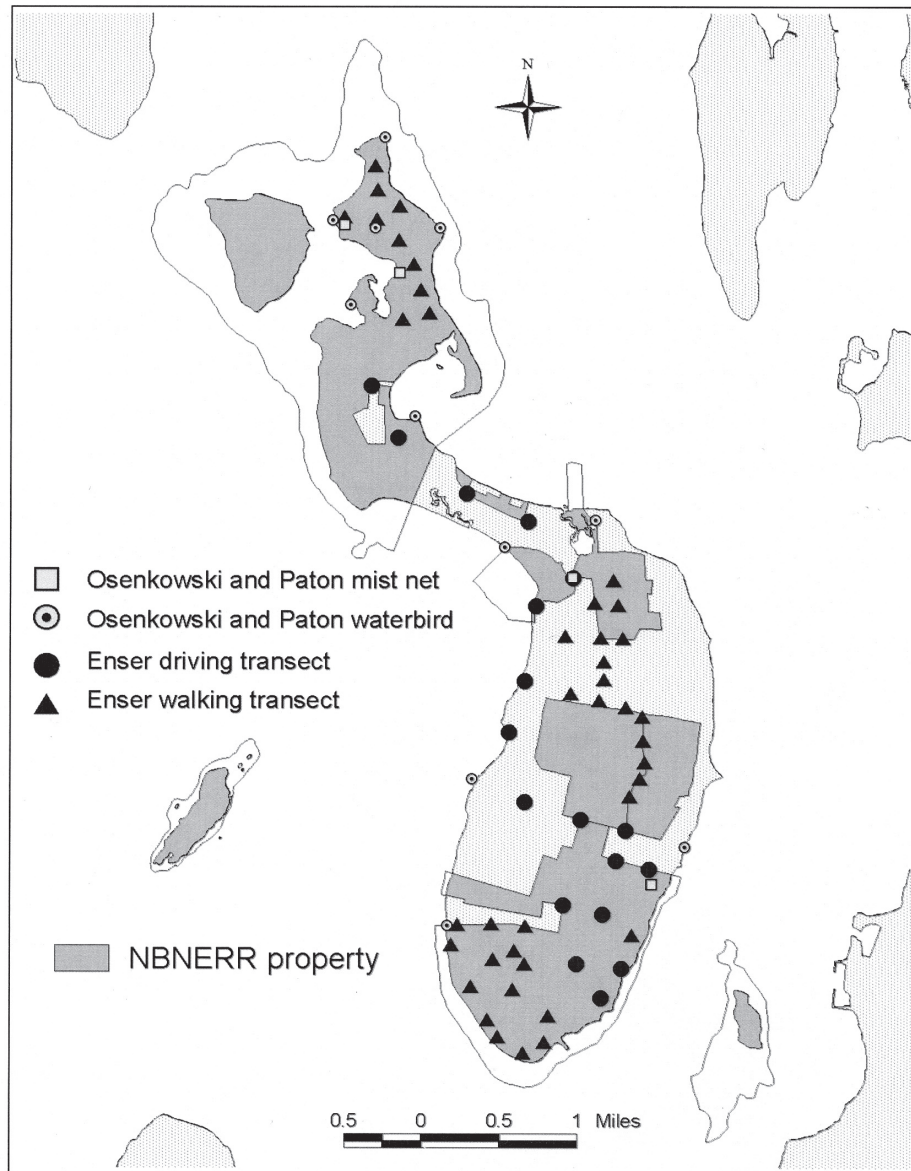 N
Osenkowski and Paton mist net
Osenkowski and Paton waterbird
Enser driving transect
Enser walking transect
NBNERR property
0.5 0 0.5 1 Miles